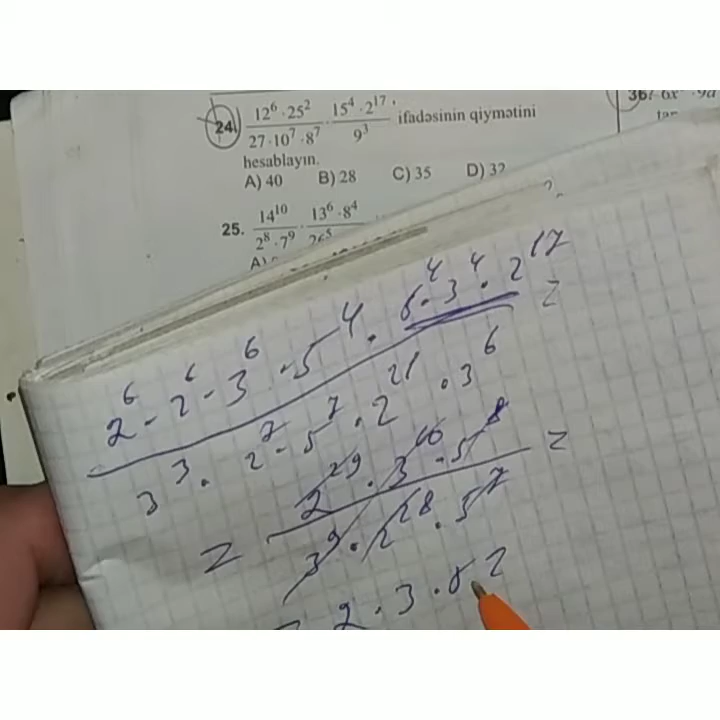 24. 12⁶ · 25² / 27 · 10⁷ · 8⁷ · 15⁴ · 2¹⁷ / 9³ ifadəsinin qiymətini
hesablayın.
A) 40 B) 28 C) 35 D) 32
25. 14¹⁰ / 2⁸ · 7⁹ · 13⁶ · 8⁴ / 26⁵
36.
2⁶ · 2⁶ · 3⁶ · 5⁴ · 5⁴ · 3⁴ · 2¹⁷ / 3³ · 2⁷ · 5⁷ · 2²¹ · 3⁶ =
= 2²⁹ · 3¹⁰ · 5⁸ / 3⁹ · 2²⁸ · 5⁷ =
= 2 · 3 ·